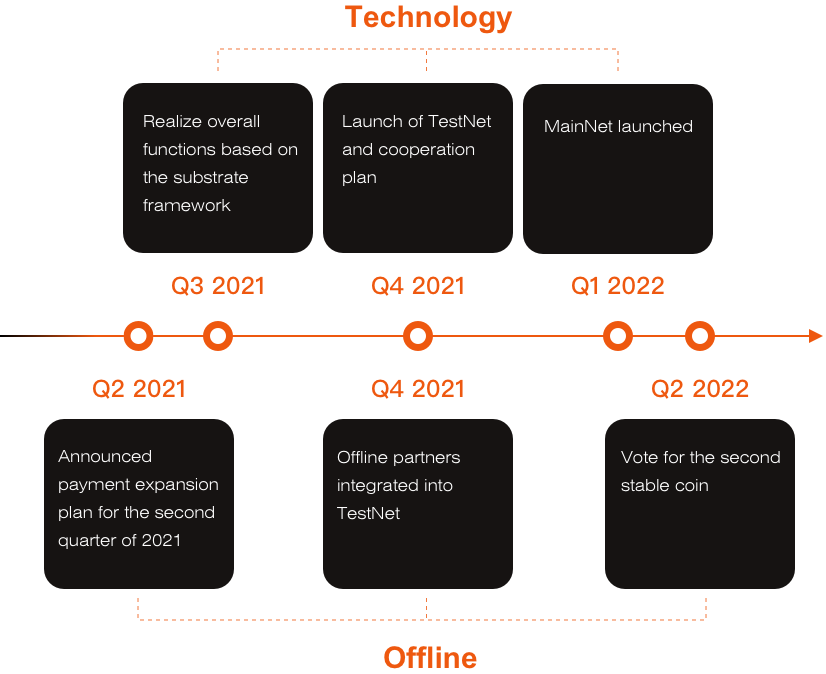 Technology
Realize overall
functions based on
the substrate
framework
Launch of TestNet
and cooperation
plan
MainNet launched
Q3 2021
Q4 2021
Q1 2022
Q2 2021
Q4 2021
Q2 2022
Announced
payment expansion
plan for the second
quarter of 2021
Offline partners
integrated into
TestNet
Vote for the second
stable coin
Offline